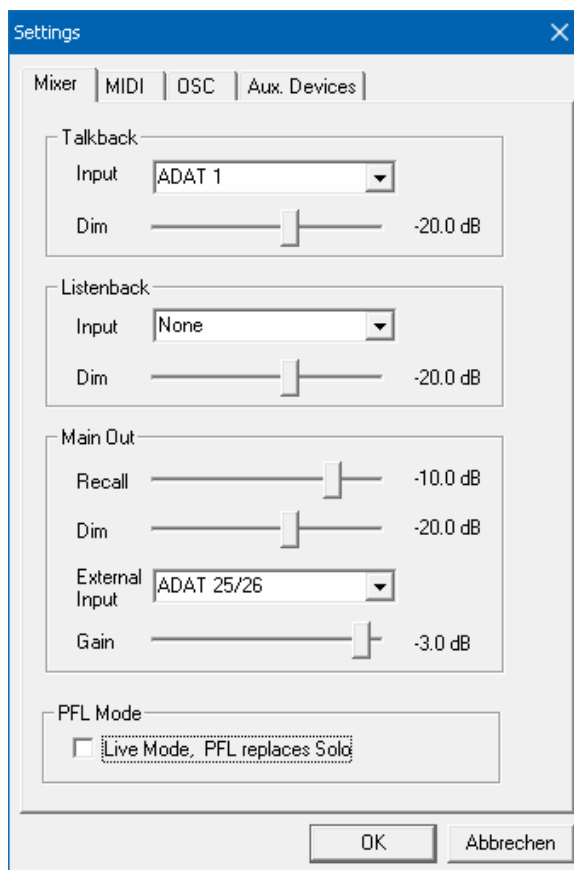 Settings
Mixer MIDI OSC Aux. Devices
Talkback
Input ADAT 1
Dim -20.0 dB
Listenback
Input None
Dim -20.0 dB
Main Out
Recall -10.0 dB
Dim -20.0 dB
External
Input ADAT 25/26
Gain -3.0 dB
PFL Mode
Live Mode, PFL replaces Solo
OK Abbrechen